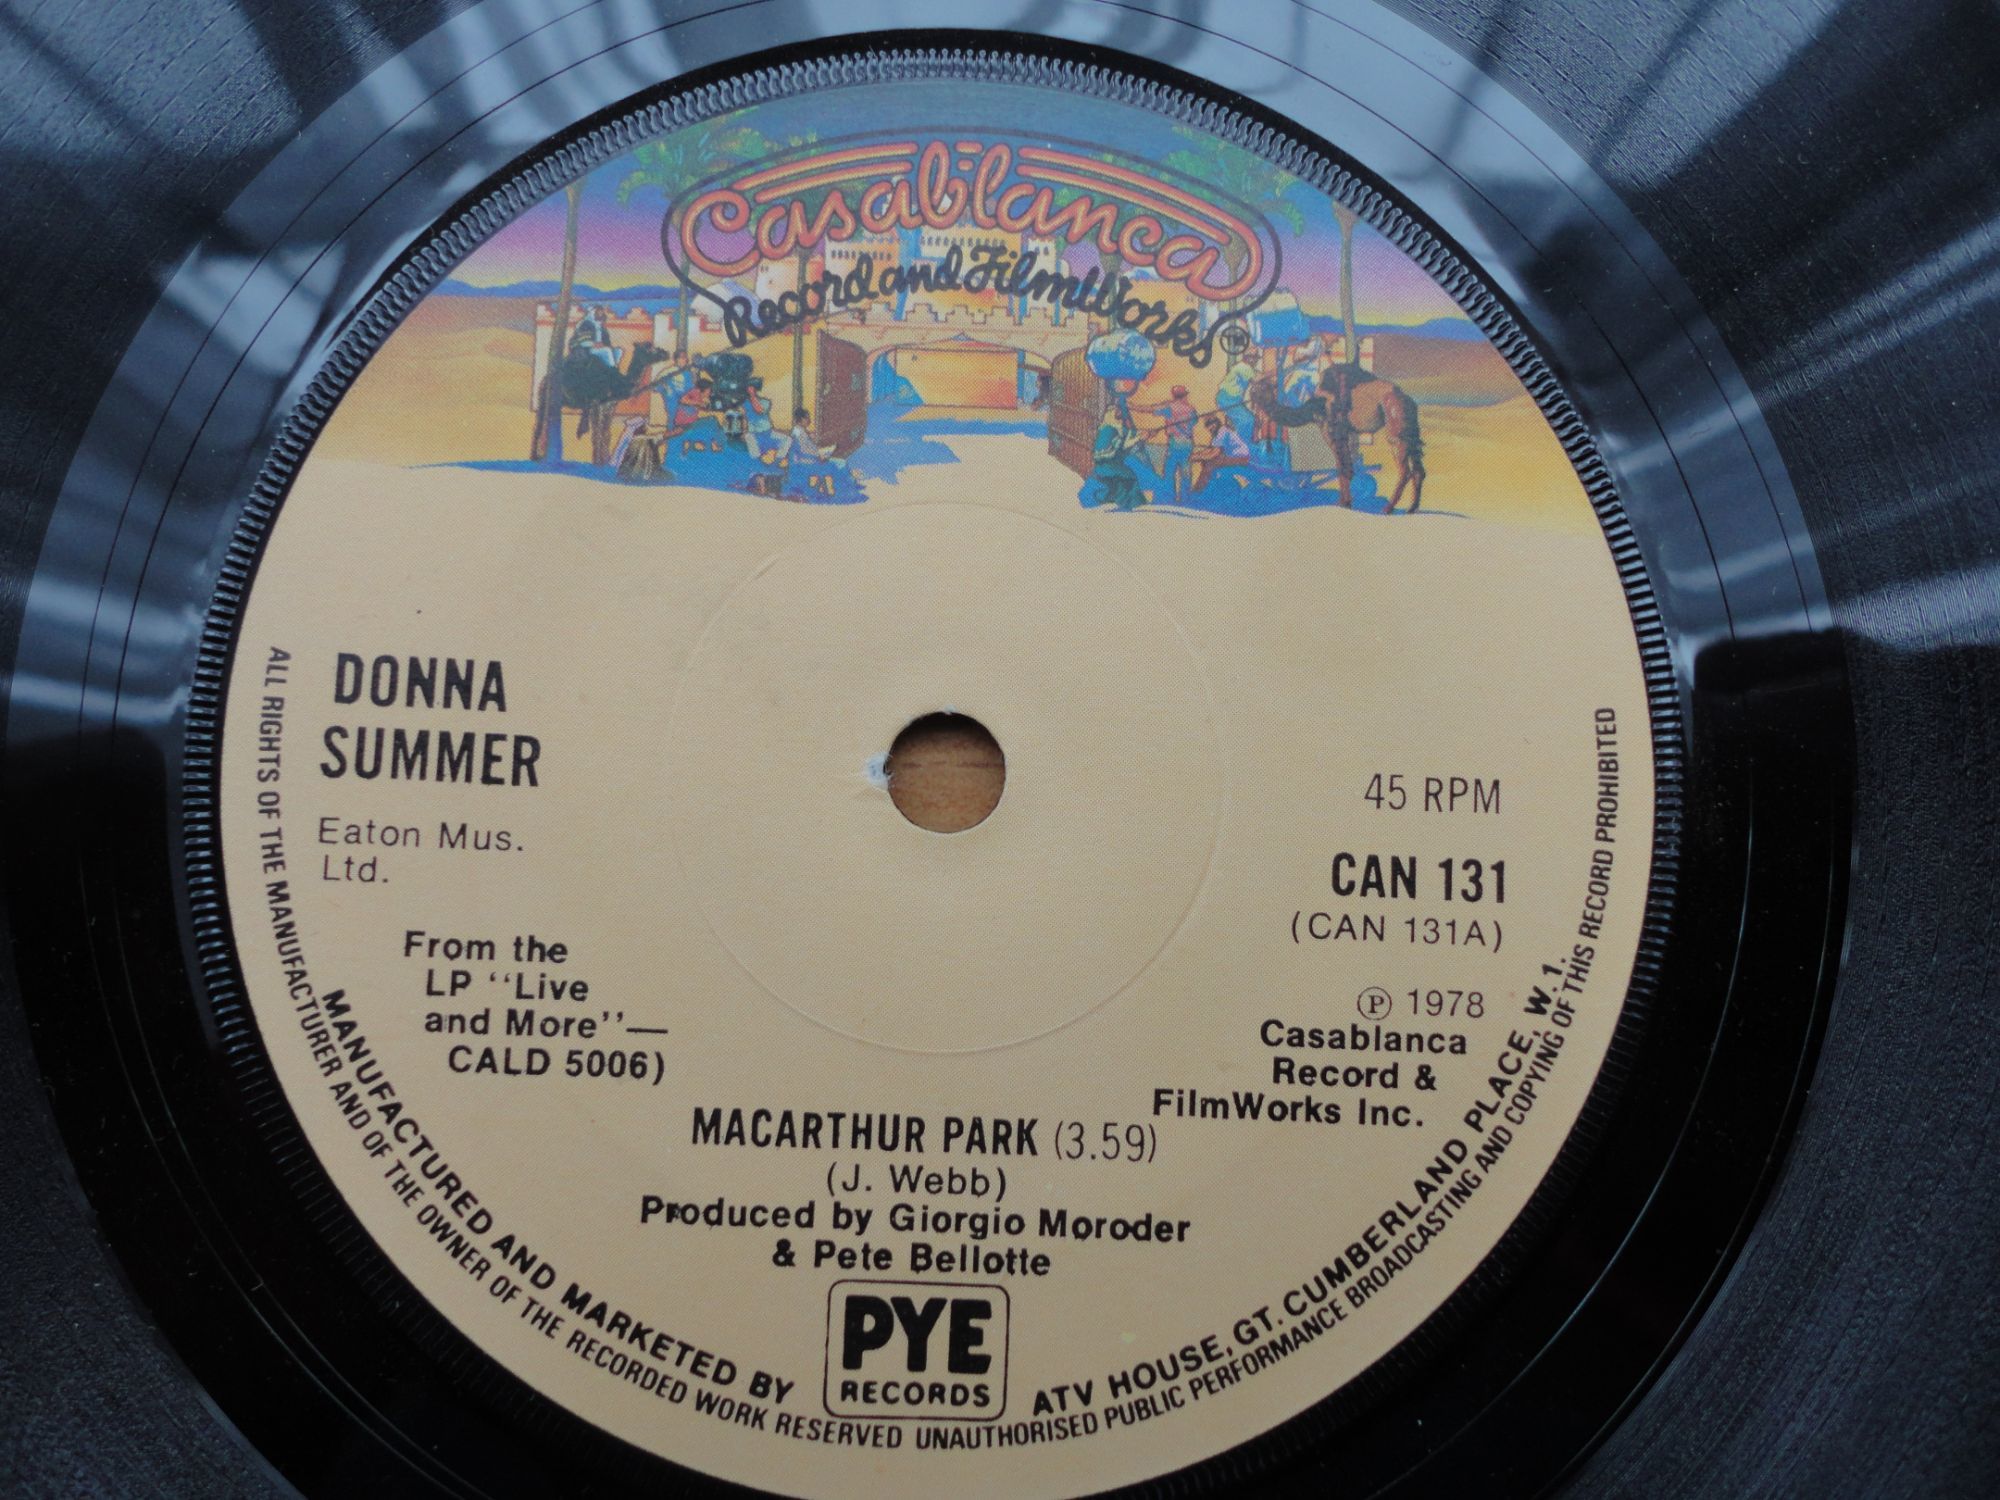 Casablanca
Record and FilmWorks TM
DONNA
SUMMER
Eaton Mus.
Ltd.
From the
LP "Live
and More"—
CALD 5006)
45 RPM
CAN 131
(CAN 131A)
Ⓟ 1978
Casablanca
Record &
FilmWorks Inc.
MACARTHUR PARK (3.59)
(J. Webb)
Produced by Giorgio Moroder
& Pete Bellotte
PYE
RECORDS
MANUFACTURED AND MARKETED BY
ATV HOUSE, GT. CUMBERLAND PLACE, W.1.
ALL RIGHTS OF THE MANUFACTURER AND OF THE OWNER OF THE RECORDED WORK RESERVED UNAUTHORISED PUBLIC PERFORMANCE BROADCASTING AND COPYING OF THIS RECORD PROHIBITED